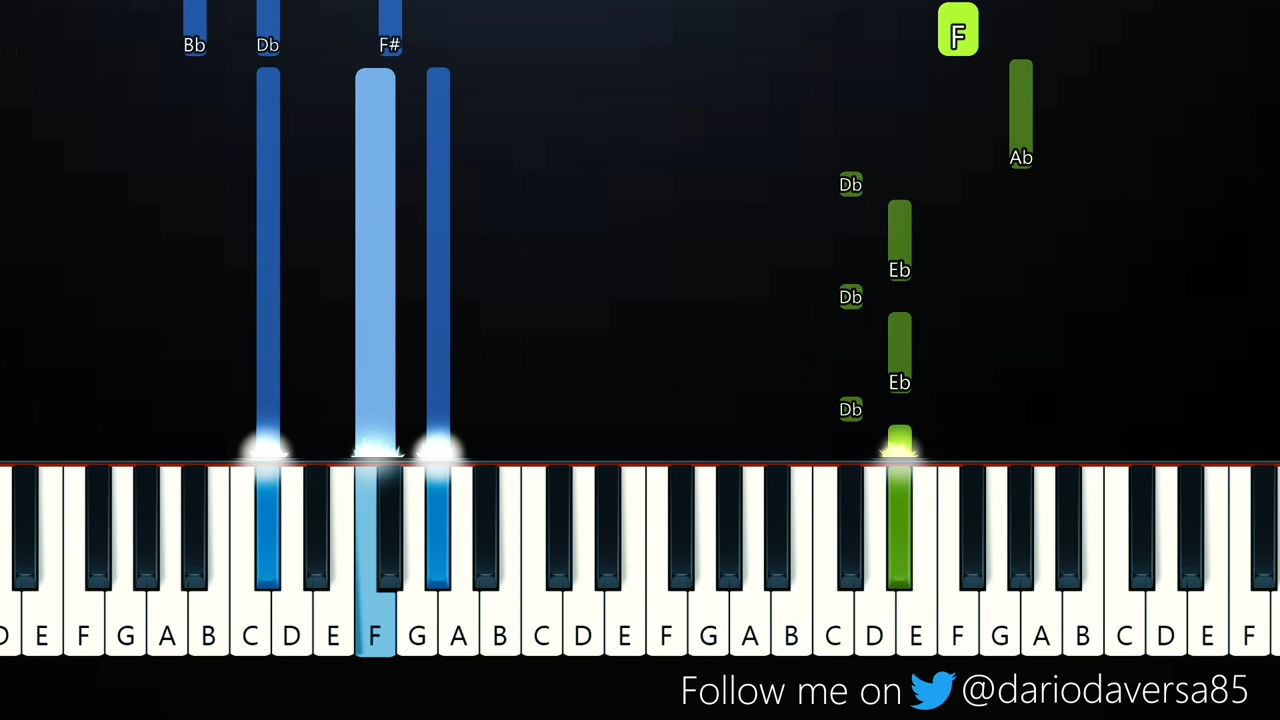 Bb Db F# F
Ab
Db
Eb
Db
Eb
Db
D E F G A B C D E F G A B C D E F G A B C D E F G A B C D E F
Follow me on @dariodaversa85